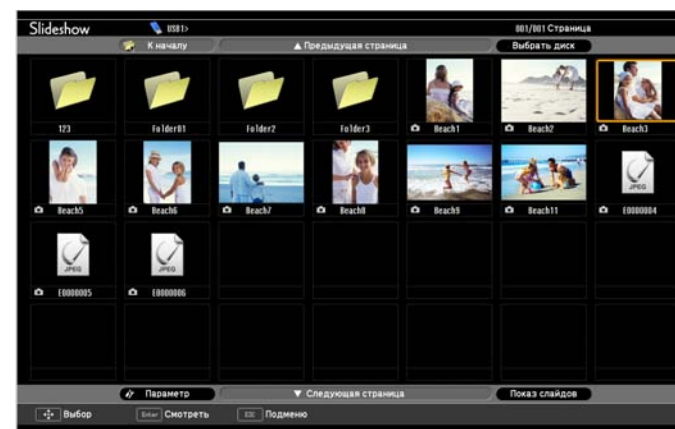 Slideshow USB1> 001/001 Страница
К началу ▲ Предыдущая страница Выбрать диск
123 Folder01 Folder2 Folder3 Beach1 Beach2 Beach3
Beach5 Beach6 Beach7 Beach8 Beach9 Beach11 E0000004
JPEG
E0000005 E0000006
JPEG JPEG
Параметр ▼ Следующая страница Показ слайдов
Выбор Enter Смотреть ESC Подменю